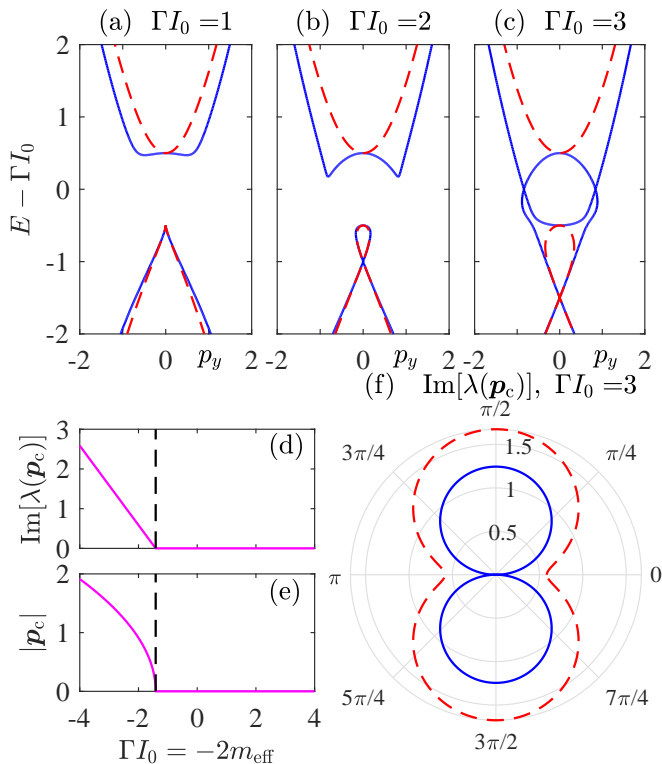 (a) ΓI₀ =1 (b) ΓI₀ =2 (c) ΓI₀ =3
2 1 0 -1 -2
E − ΓI₀
-2 0 p_y 2 -2 0 p_y 2 -2 0 p_y 2
(f) Im[λ(p_c)], ΓI₀ =3
3 2 1 0
Im[λ(p_c)]
(d)
2 1 0
|p_c|
(e)
-4 -2 0 2 4
ΓI₀ = −2m_eff
π/2
3π/4 π/4
1.5
1
0.5
π 0
5π/4 7π/4
3π/2